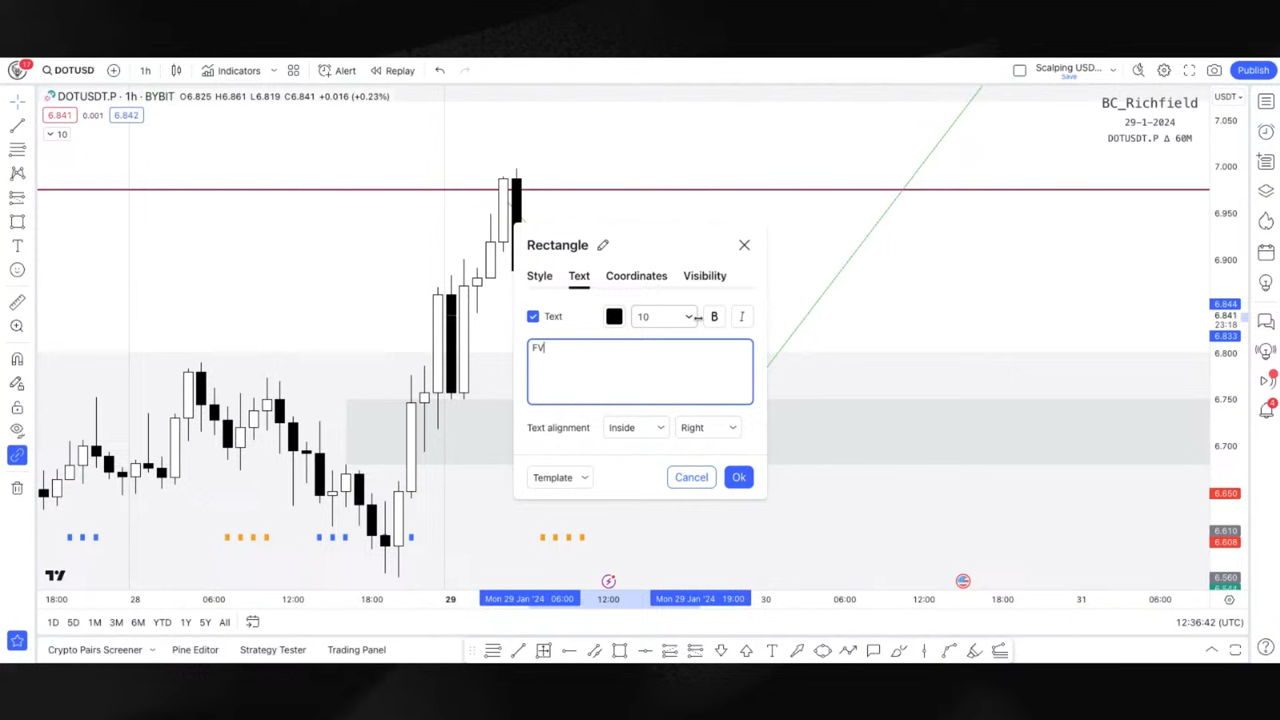 17
DOTUSD
1h
Indicators
Alert
Replay
Scalping USD...
Save
Publish
DOTUSDT.P · 1h · BYBIT O6.825 H6.861 L6.819 C6.841 +0.016 (+0.23%)
USDT
BC_Richfield
29-1-2024
DOTUSDT.P Δ 60M
6.841
0.001
6.842
10
7.050
7.000
6.950
6.900
6.844
6.841
23:18
6.833
6.800
6.750
6.700
6.650
6.610
6.608
6.560
Rectangle
Style
Text
Coordinates
Visibility
Text
10
B
I
FV
Text alignment
Inside
Right
Template
Cancel
Ok
4
18:00
28
06:00
12:00
18:00
29
Mon 29 Jan '24 06:00
12:00
Mon 29 Jan '24 19:00
30
06:00
12:00
18:00
31
06:00
1D
5D
1M
3M
6M
YTD
1Y
5Y
All
12:36:42 (UTC)
Crypto Pairs Screener
Pine Editor
Strategy Tester
Trading Panel